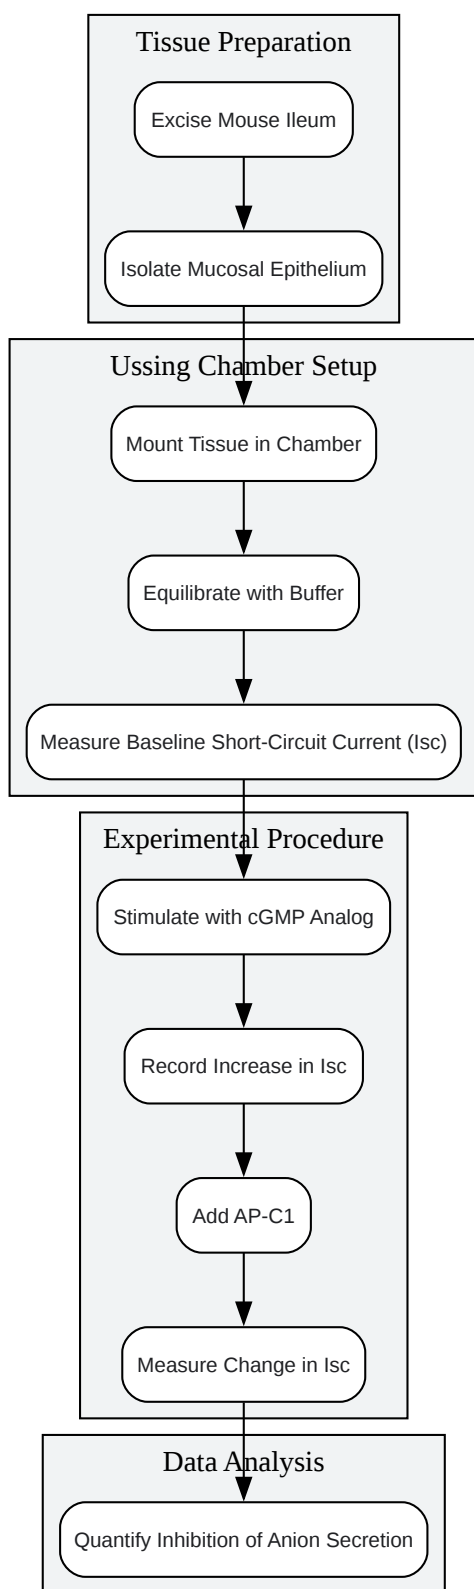 Tissue Preparation
Excise Mouse Ileum
Isolate Mucosal Epithelium
Ussing Chamber Setup
Mount Tissue in Chamber
Equilibrate with Buffer
Measure Baseline Short-Circuit Current (Isc)
Experimental Procedure
Stimulate with cGMP Analog
Record Increase in Isc
Add AP-C1
Measure Change in Isc
Data Analysis
Quantify Inhibition of Anion Secretion